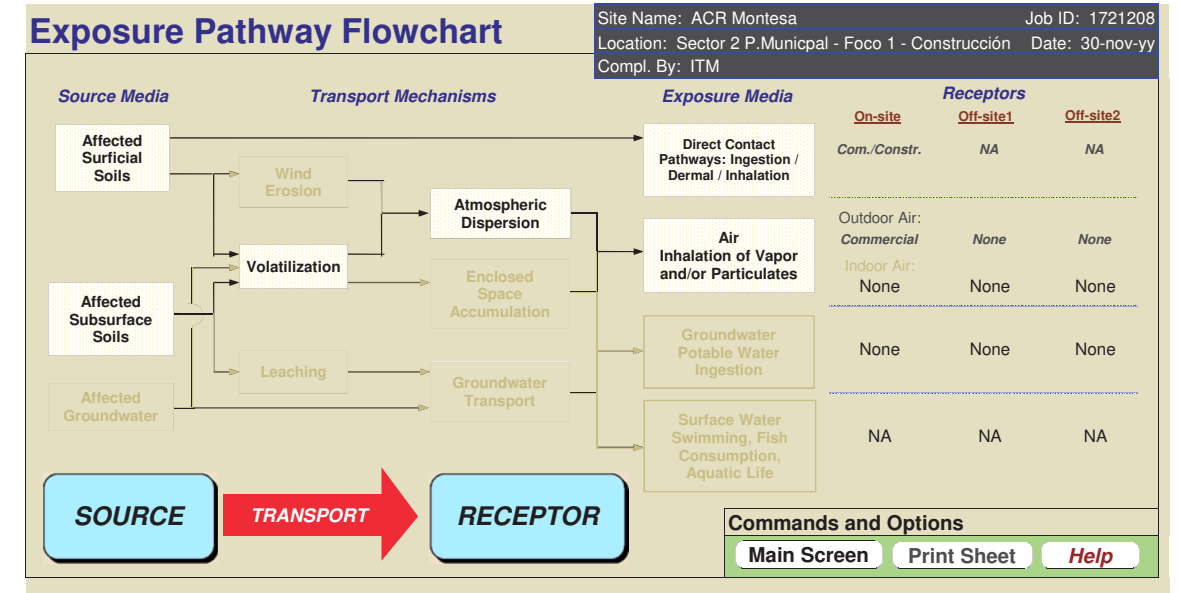 Exposure Pathway Flowchart
Site Name: ACR Montesa Job ID: 1721208
Location: Sector 2 P.Municpal - Foco 1 - Construcción Date: 30-nov-yy
Compl. By: ITM
Source Media
Transport Mechanisms
Exposure Media
Receptors
On-site Off-site1 Off-site2
Affected
Surficial
Soils
Wind
Erosion
Atmospheric
Dispersion
Direct Contact
Pathways: Ingestion /
Dermal / Inhalation
Com./Constr. NA NA
Volatilization
Enclosed
Space
Accumulation
Air
Inhalation of Vapor
and/or Particulates
Outdoor Air:
Commercial None None
Indoor Air:
None None None
Affected
Subsurface
Soils
Leaching
Groundwater
Transport
Groundwater
Potable Water
Ingestion
None None None
Affected
Groundwater
Surface Water
Swimming, Fish
Consumption,
Aquatic Life
NA NA NA
SOURCE
TRANSPORT
RECEPTOR
Commands and Options
Main Screen Print Sheet Help